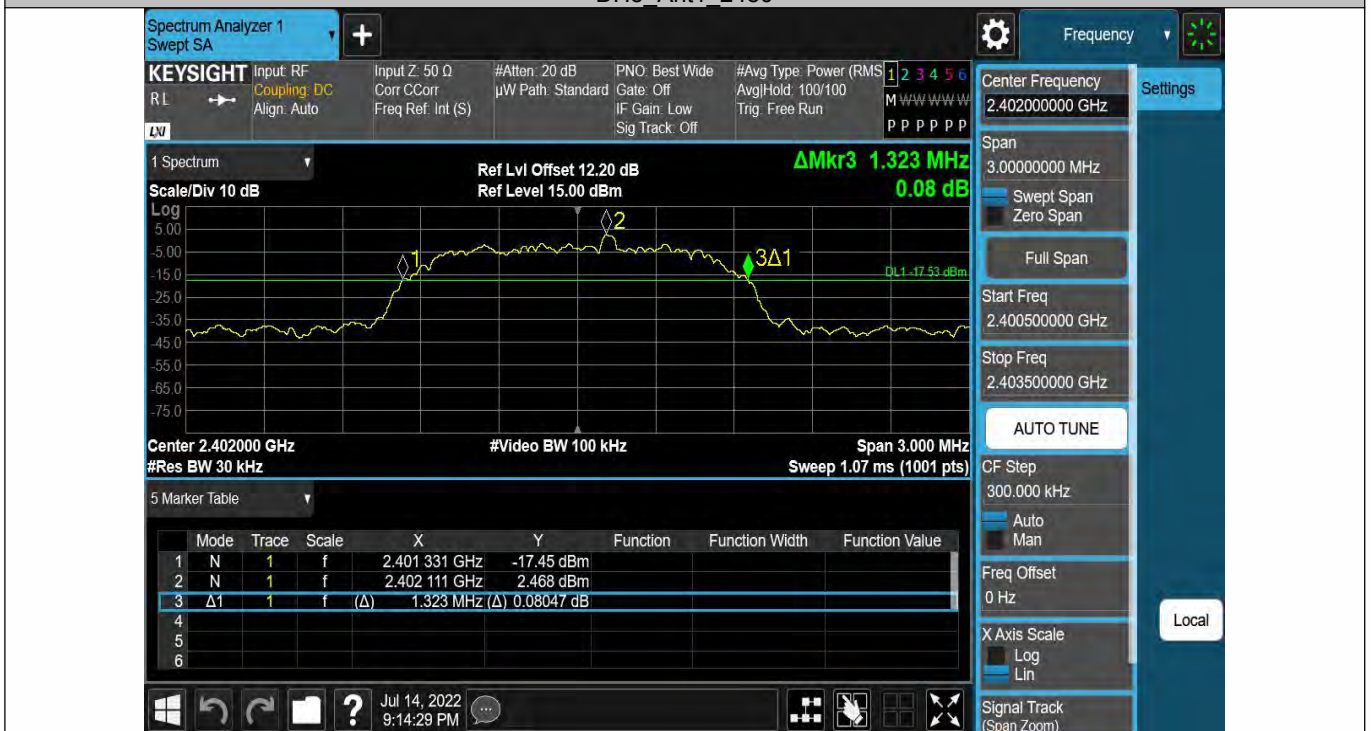 Spectrum Analyzer 1
Swept SA
+
Frequency
KEYSIGHT
RL
LXI
Input: RF
Coupling: DC
Align: Auto
Input Z: 50 Ω
Corr CCorr
Freq Ref: Int (S)
#Atten: 20 dB
µW Path: Standard
PNO: Best Wide
Gate: Off
IF Gain: Low
Sig Track: Off
#Avg Type: Power (RMS
Avg|Hold: 100/100
Trig: Free Run
1 2 3 4 5 6
M W W W W W
P P P P P P
Center Frequency
2.402000000 GHz
Settings
1 Spectrum
Scale/Div 10 dB
Ref Lvl Offset 12.20 dB
Ref Level 15.00 dBm
ΔMkr3 1.323 MHz
0.08 dB
Span
3.00000000 MHz
Swept Span
Zero Span
Full Span
Log
5.00
-5.00
-15.0
-25.0
-35.0
-45.0
-55.0
-65.0
-75.0
1
2
3Δ1
DL1 -17.53 dBm
Start Freq
2.400500000 GHz
Stop Freq
2.403500000 GHz
AUTO TUNE
Center 2.402000 GHz
#Video BW 100 kHz
Span 3.000 MHz
#Res BW 30 kHz
Sweep 1.07 ms (1001 pts)
CF Step
300.000 kHz
Auto
Man
5 Marker Table
Mode Trace Scale X Y Function Function Width Function Value
1 N 1 f 2.401 331 GHz -17.45 dBm
2 N 1 f 2.402 111 GHz 2.468 dBm
3 Δ1 1 f (Δ) 1.323 MHz (Δ) 0.08047 dB
4
5
6
Freq Offset
0 Hz
X Axis Scale
Log
Lin
Local
Signal Track
(Span Zoom)
?
Jul 14, 2022
9:14:29 PM